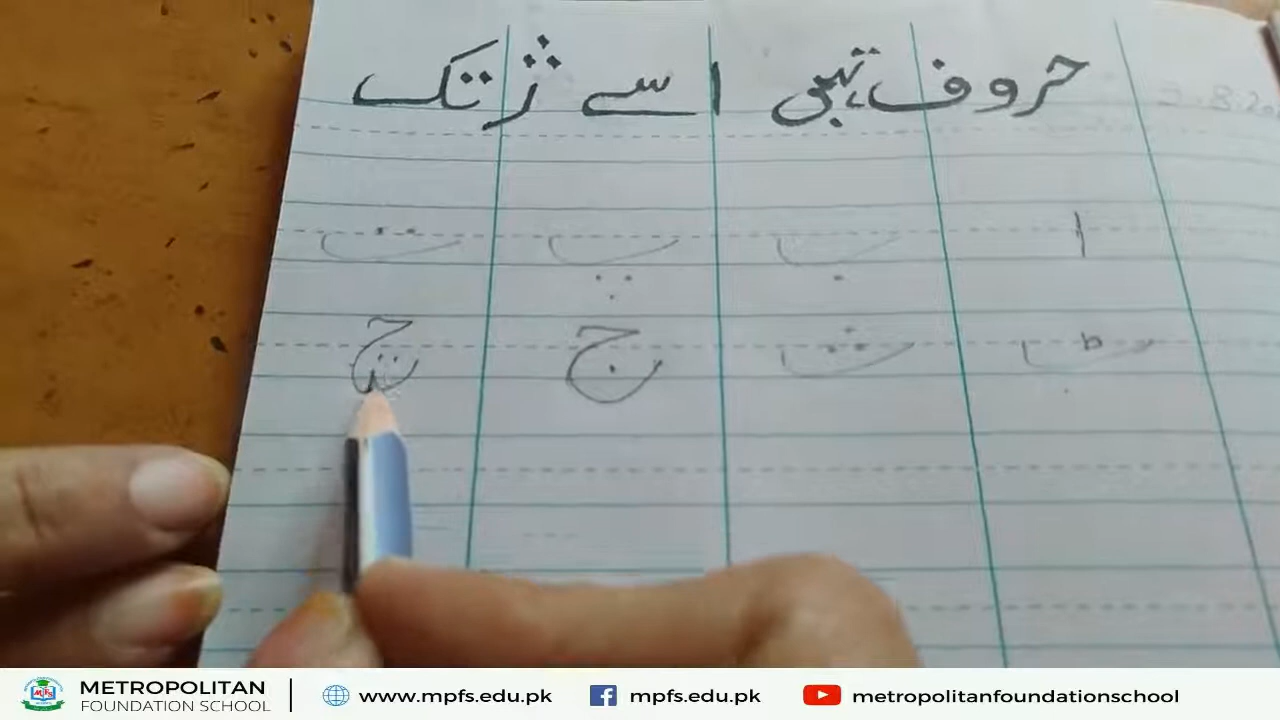 حروف تہجی ا سے ژ تک
ا ب پ ت
ٹ ث ج چ
METROPOLITAN
FOUNDATION SCHOOL
www.mpfs.edu.pk
mpfs.edu.pk
metropolitanfoundationschool